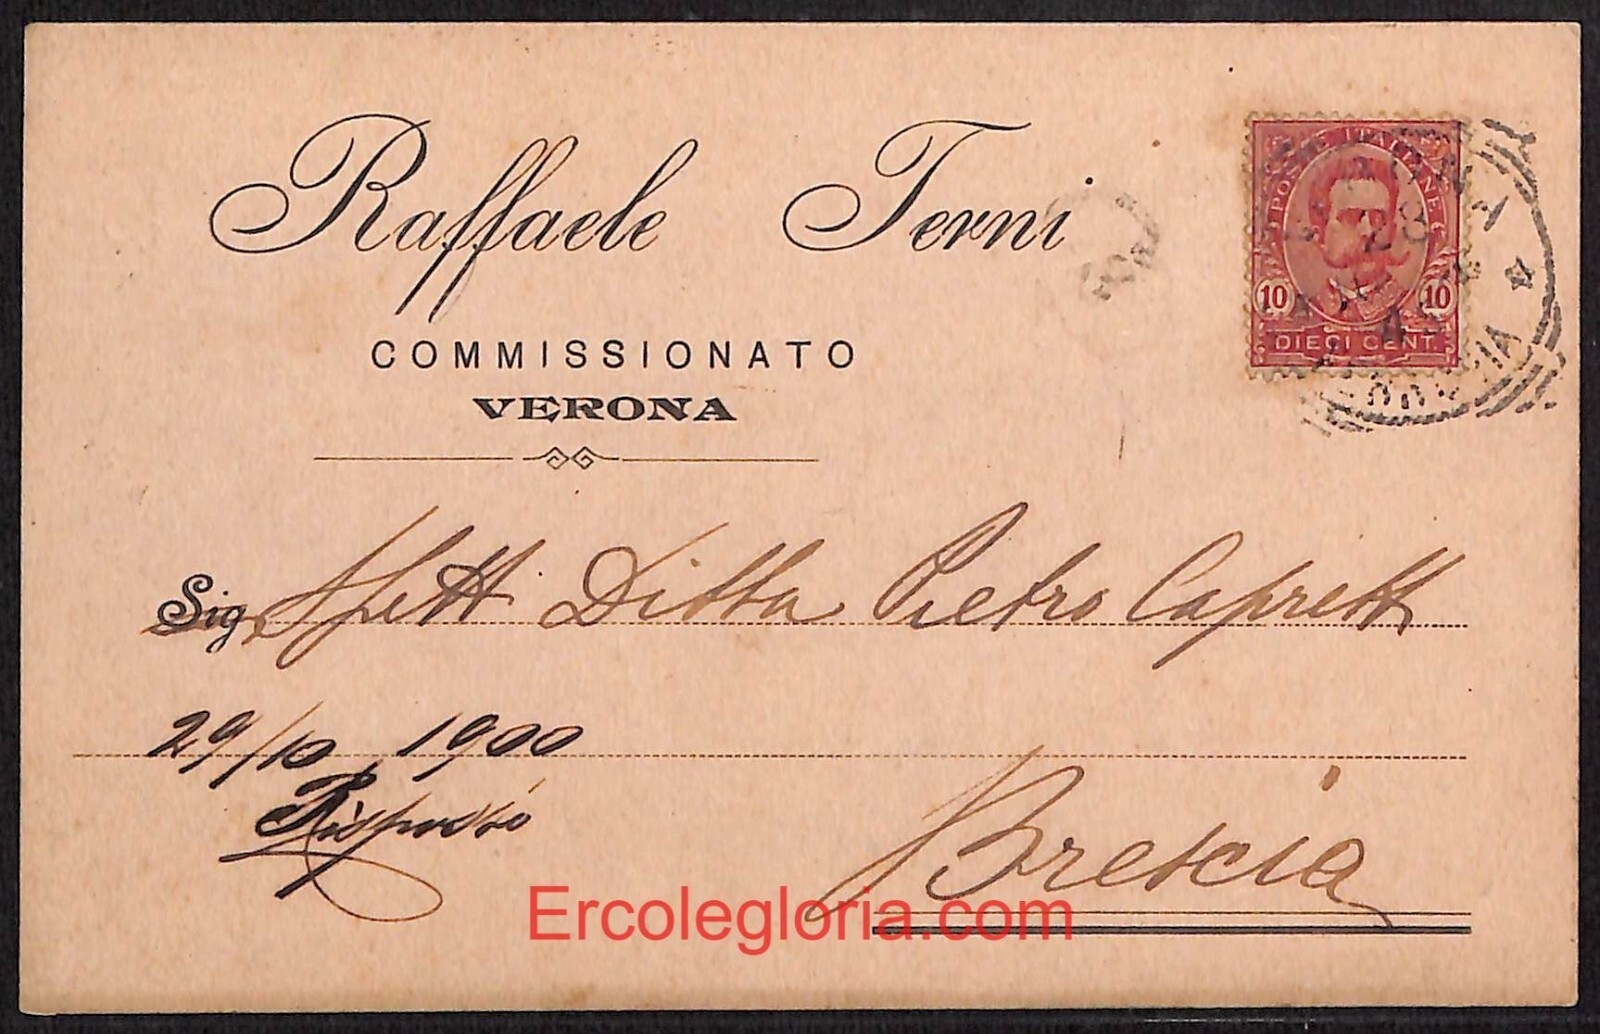 Raffaele Terni
COMMISSIONATO
VERONA
POSTE ITALIANE
10 10
DIECI CENT.
Sig. Spett. Ditta Pietro Caprett
29/10 1900
Risposto
Brescia
Ercolegloria.com